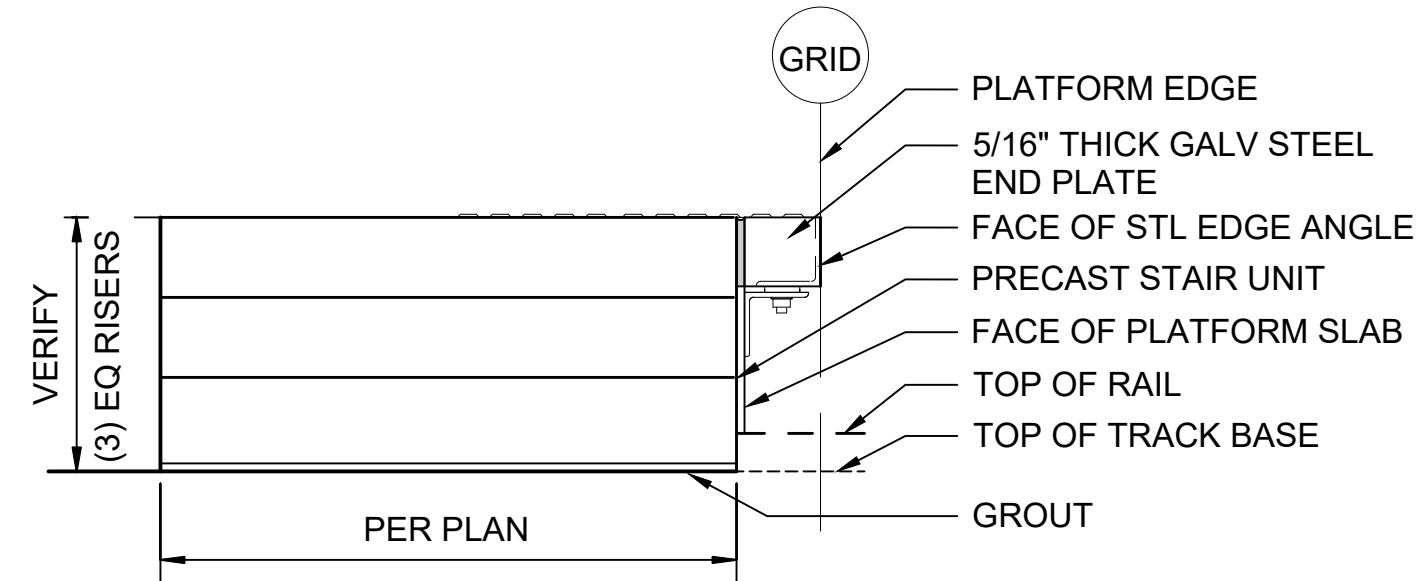 GRID
PLATFORM EDGE
5/16" THICK GALV STEEL
END PLATE
FACE OF STL EDGE ANGLE
PRECAST STAIR UNIT
FACE OF PLATFORM SLAB
TOP OF RAIL
TOP OF TRACK BASE
GROUT
VERIFY
(3) EQ RISERS
PER PLAN